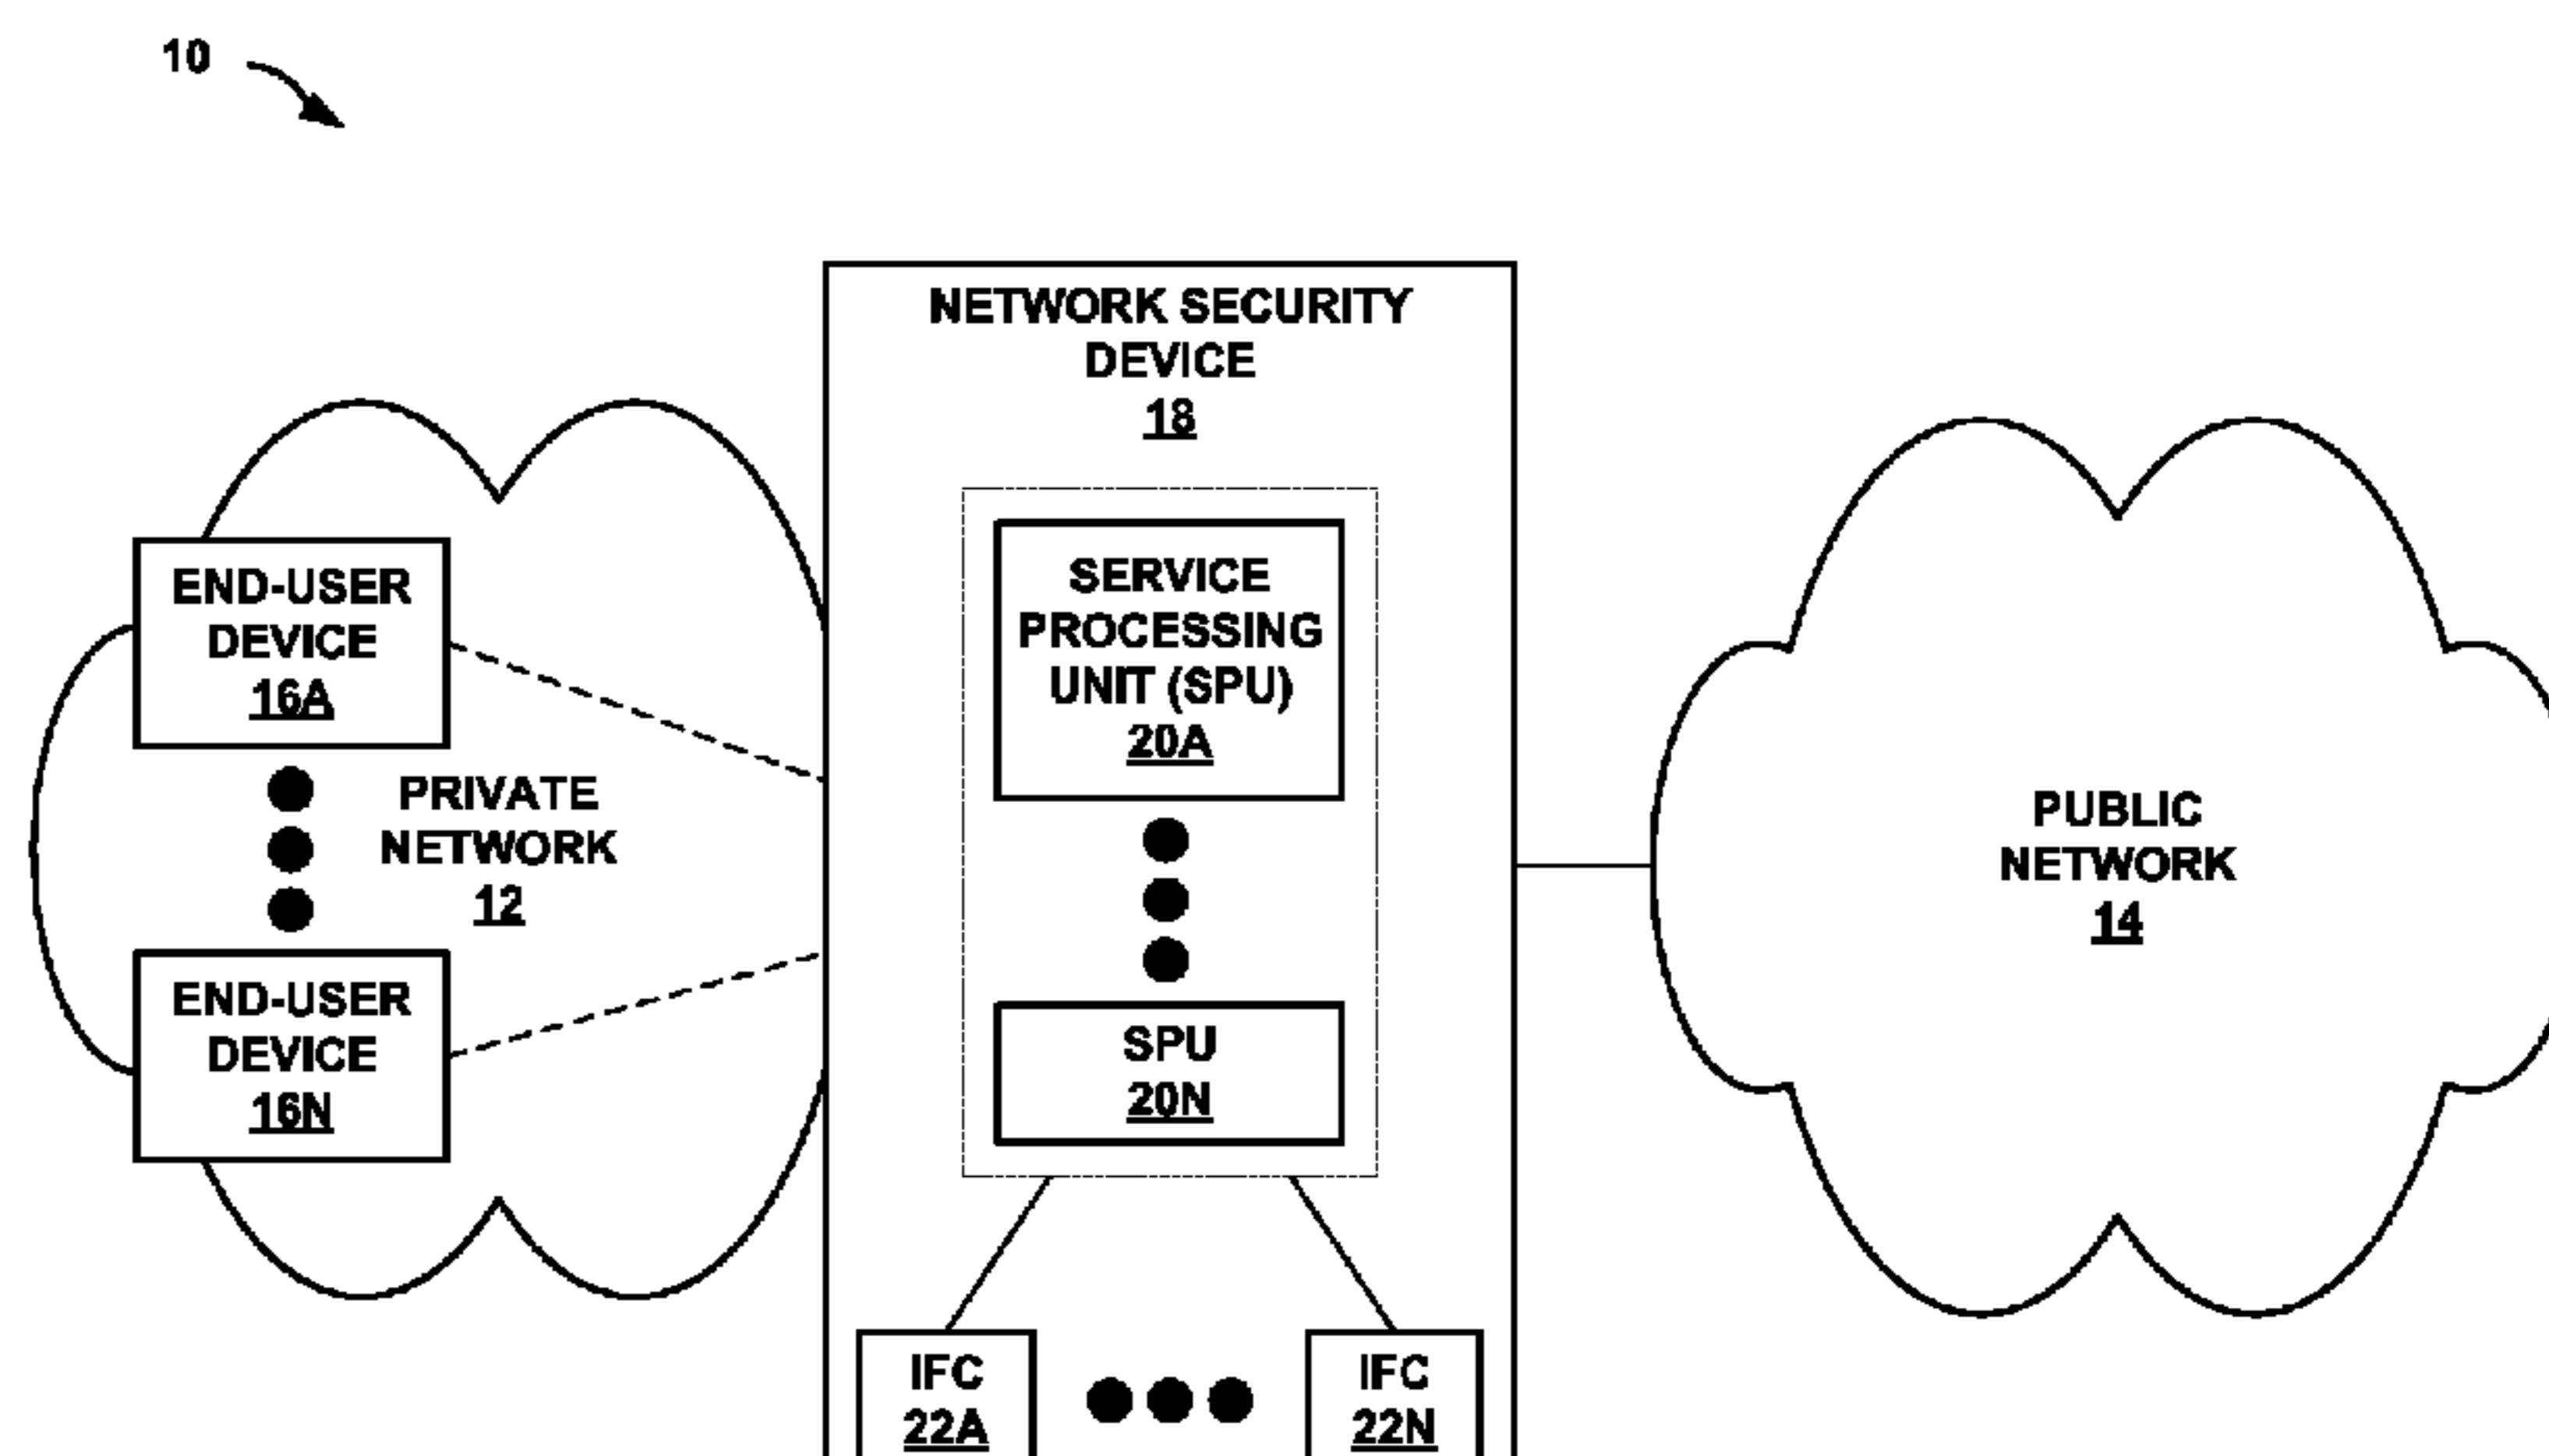 10
NETWORK SECURITY
DEVICE
18
END-USER
DEVICE
16A
PRIVATE
NETWORK
12
END-USER
DEVICE
16N
SERVICE
PROCESSING
UNIT (SPU)
20A
SPU
20N
IFC
22A
IFC
22N
PUBLIC
NETWORK
14